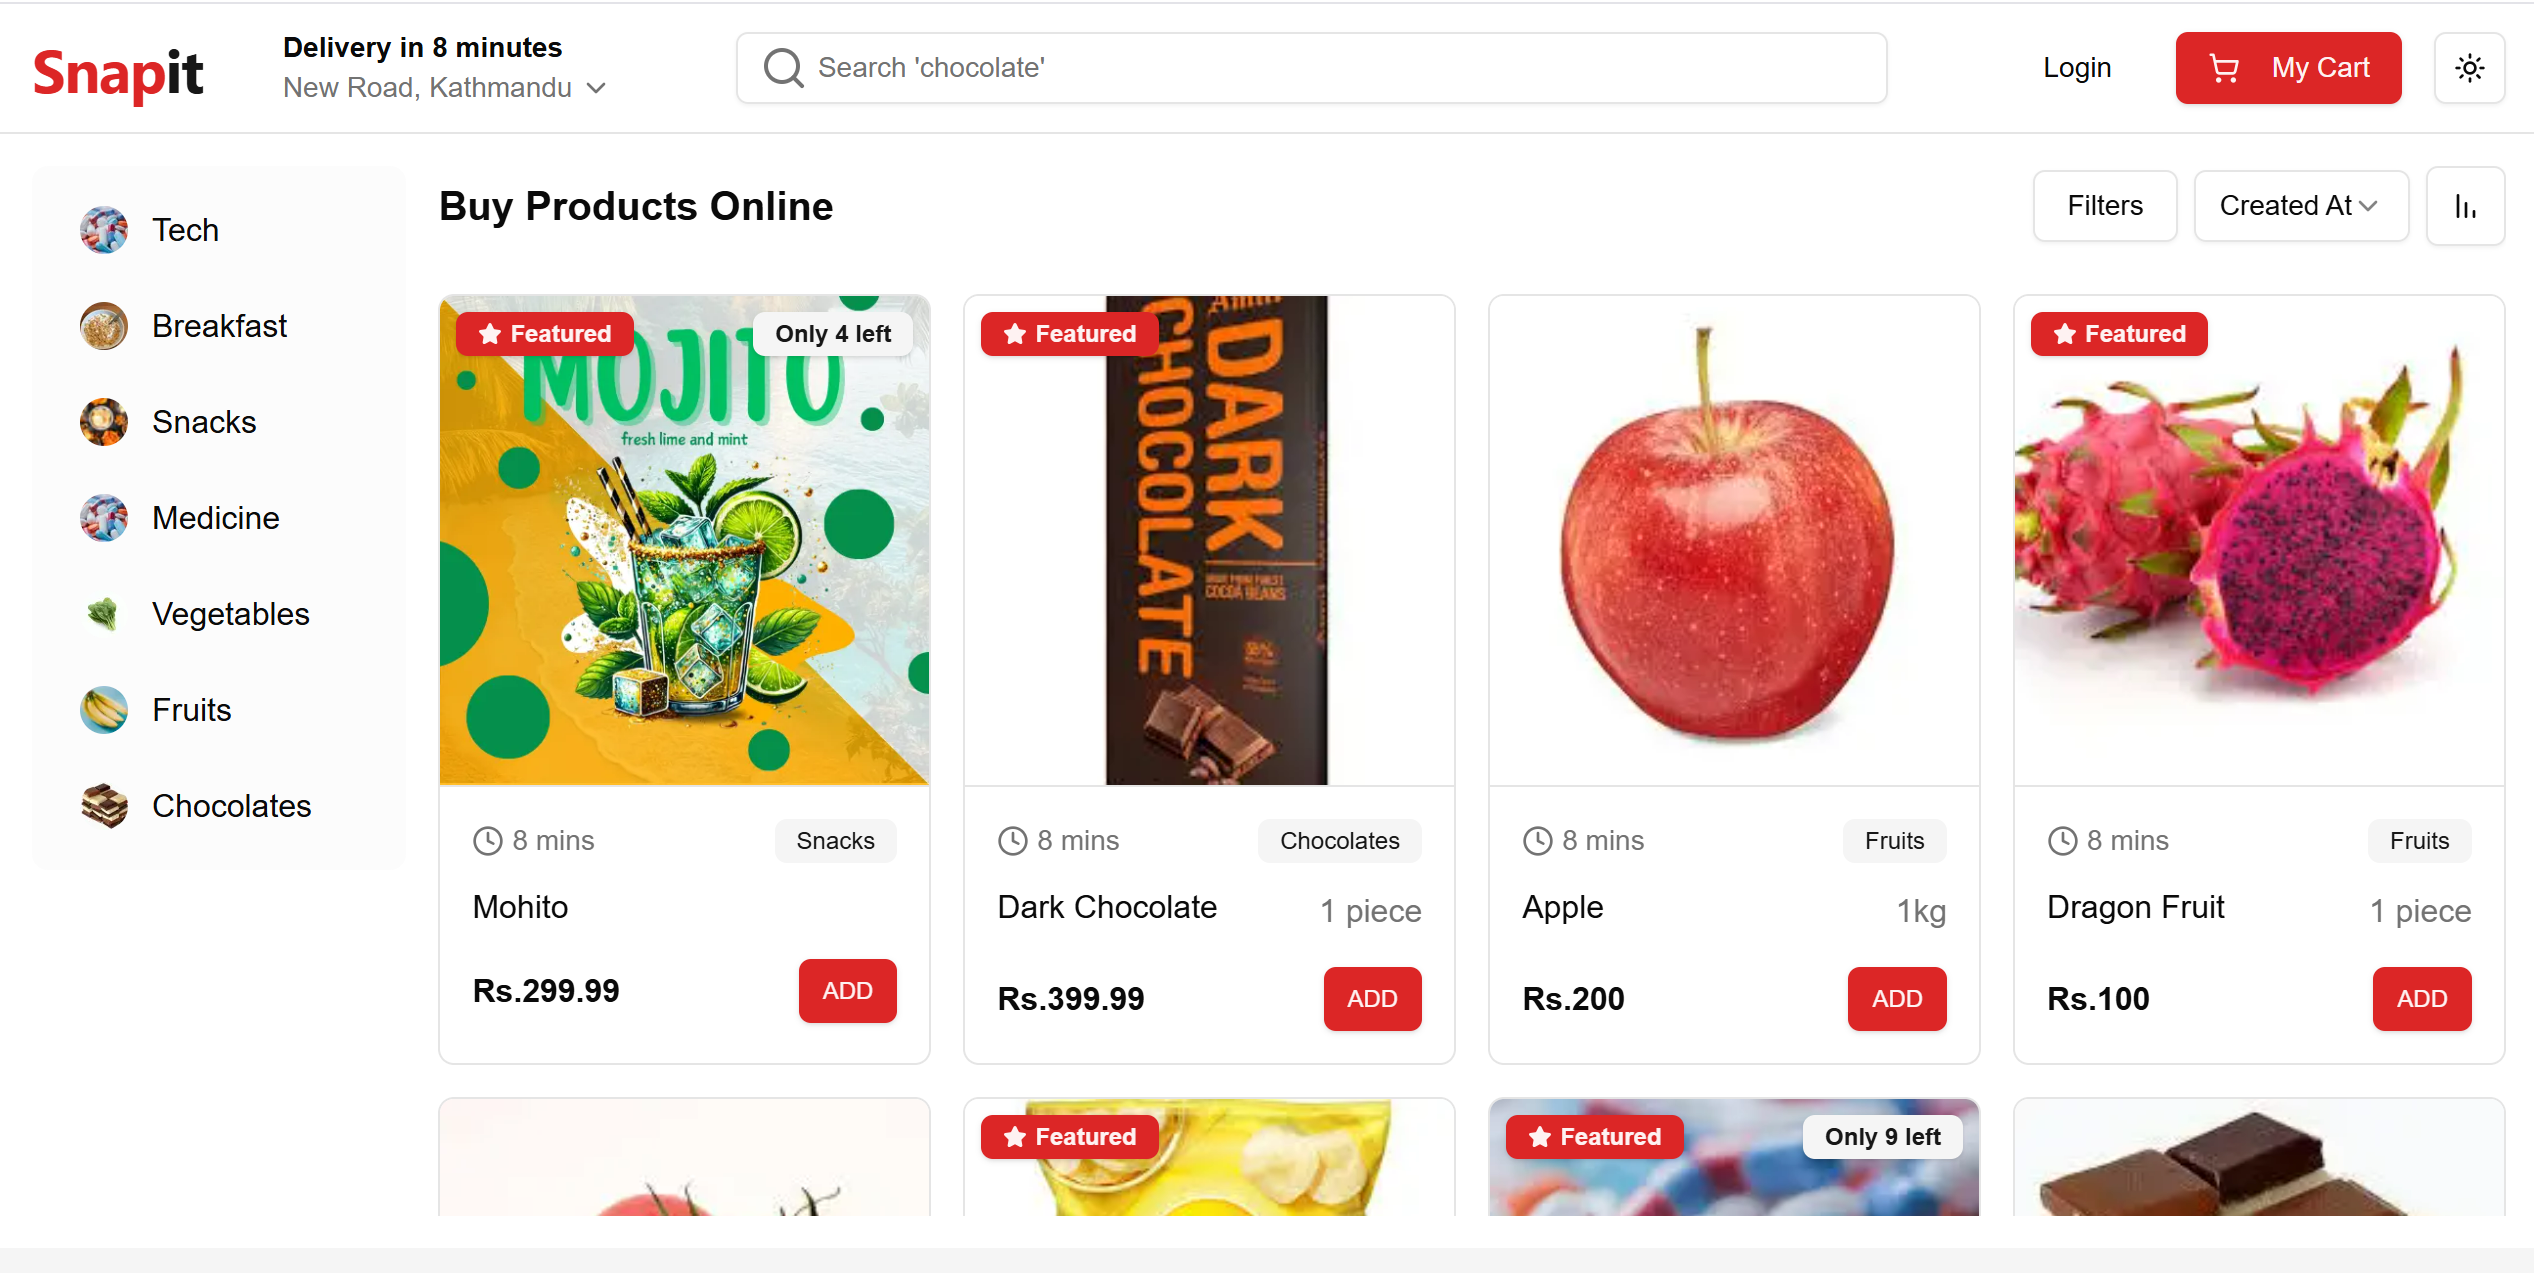 Snapit
Delivery in 8 minutes
New Road, Kathmandu
Search 'chocolate'
Login
My Cart
Tech
Breakfast
Snacks
Medicine
Vegetables
Fruits
Chocolates
Buy Products Online
Filters
Created At
Featured
Only 4 left
MOJITO
fresh lime and mint
8 mins
Snacks
Mohito
Rs.299.99
ADD
Featured
DARK
CHOCOLATE
COCOA BEANS
8 mins
Chocolates
Dark Chocolate
1 piece
Rs.399.99
ADD
8 mins
Fruits
Apple
1kg
Rs.200
ADD
Featured
8 mins
Fruits
Dragon Fruit
1 piece
Rs.100
ADD
Featured
Featured
Only 9 left